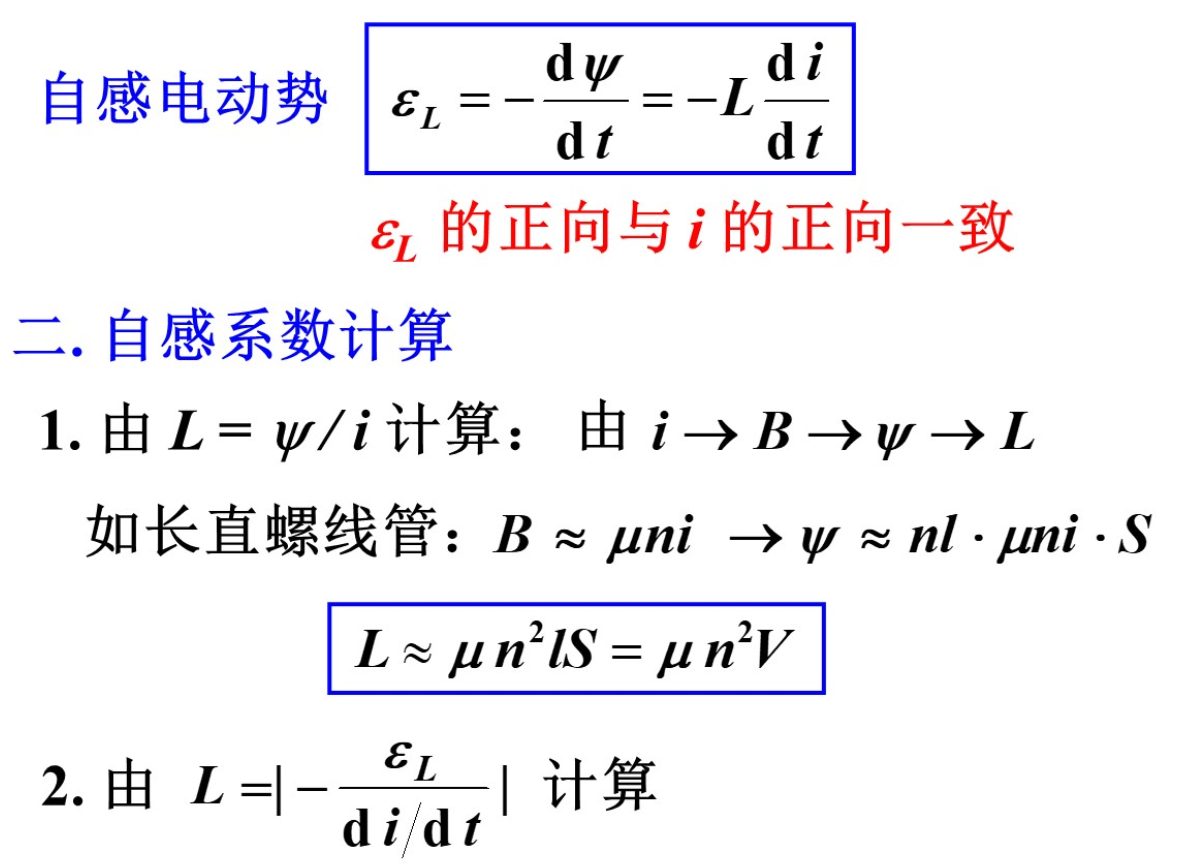 自感电动势 ε_L = −dψ/dt = −L di/dt
ε_L 的正向与 i 的正向一致
二. 自感系数计算
1. 由 L = ψ/i 计算： 由 i → B → ψ → L
如长直螺线管：B ≈ μni → ψ ≈ nl · μni · S
L ≈ μn²lS = μn²V
2. 由 L =|− ε_L/(di/dt)| 计算